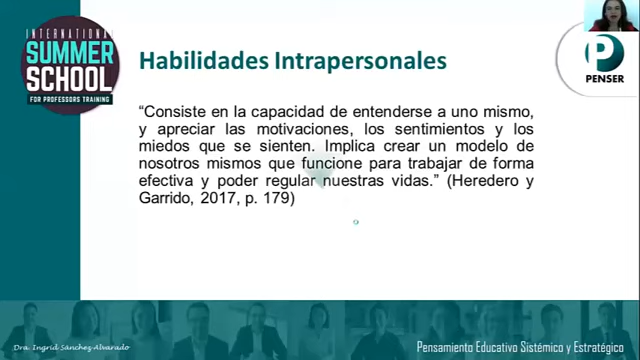 INTERNATIONAL
SUMMER
SCHOOL
FOR PROFESSORS TRAINING
Habilidades Intrapersonales
PENSER
“Consiste en la capacidad de entenderse a uno mismo,
y apreciar las motivaciones, los sentimientos y los
miedos que se sienten. Implica crear un modelo de
nosotros mismos que funcione para trabajar de forma
efectiva y poder regular nuestras vidas.” (Heredero y
Garrido, 2017, p. 179)
Dra. Ingrid Sánchez Alvarado
Pensamiento Educativo Sistémico y Estratégico